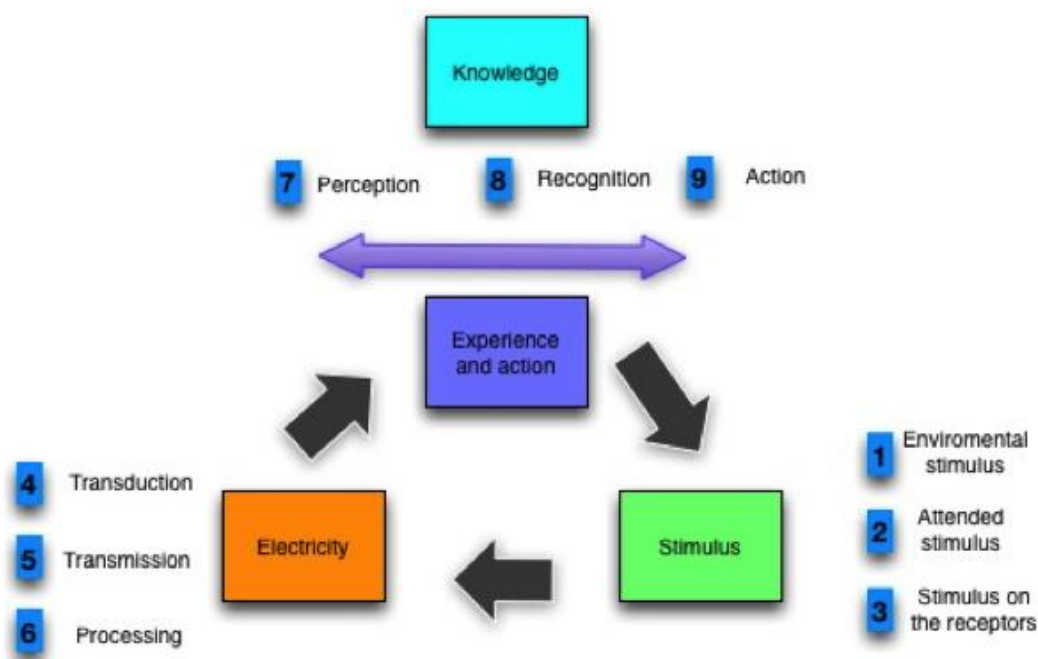 Knowledge
7 Perception
8 Recognition
9 Action
Experience
and action
1 Enviromental
stimulus
2 Attended
stimulus
3 Stimulus on
the receptors
4 Transduction
5 Transmission
6 Processing
Electricity
Stimulus